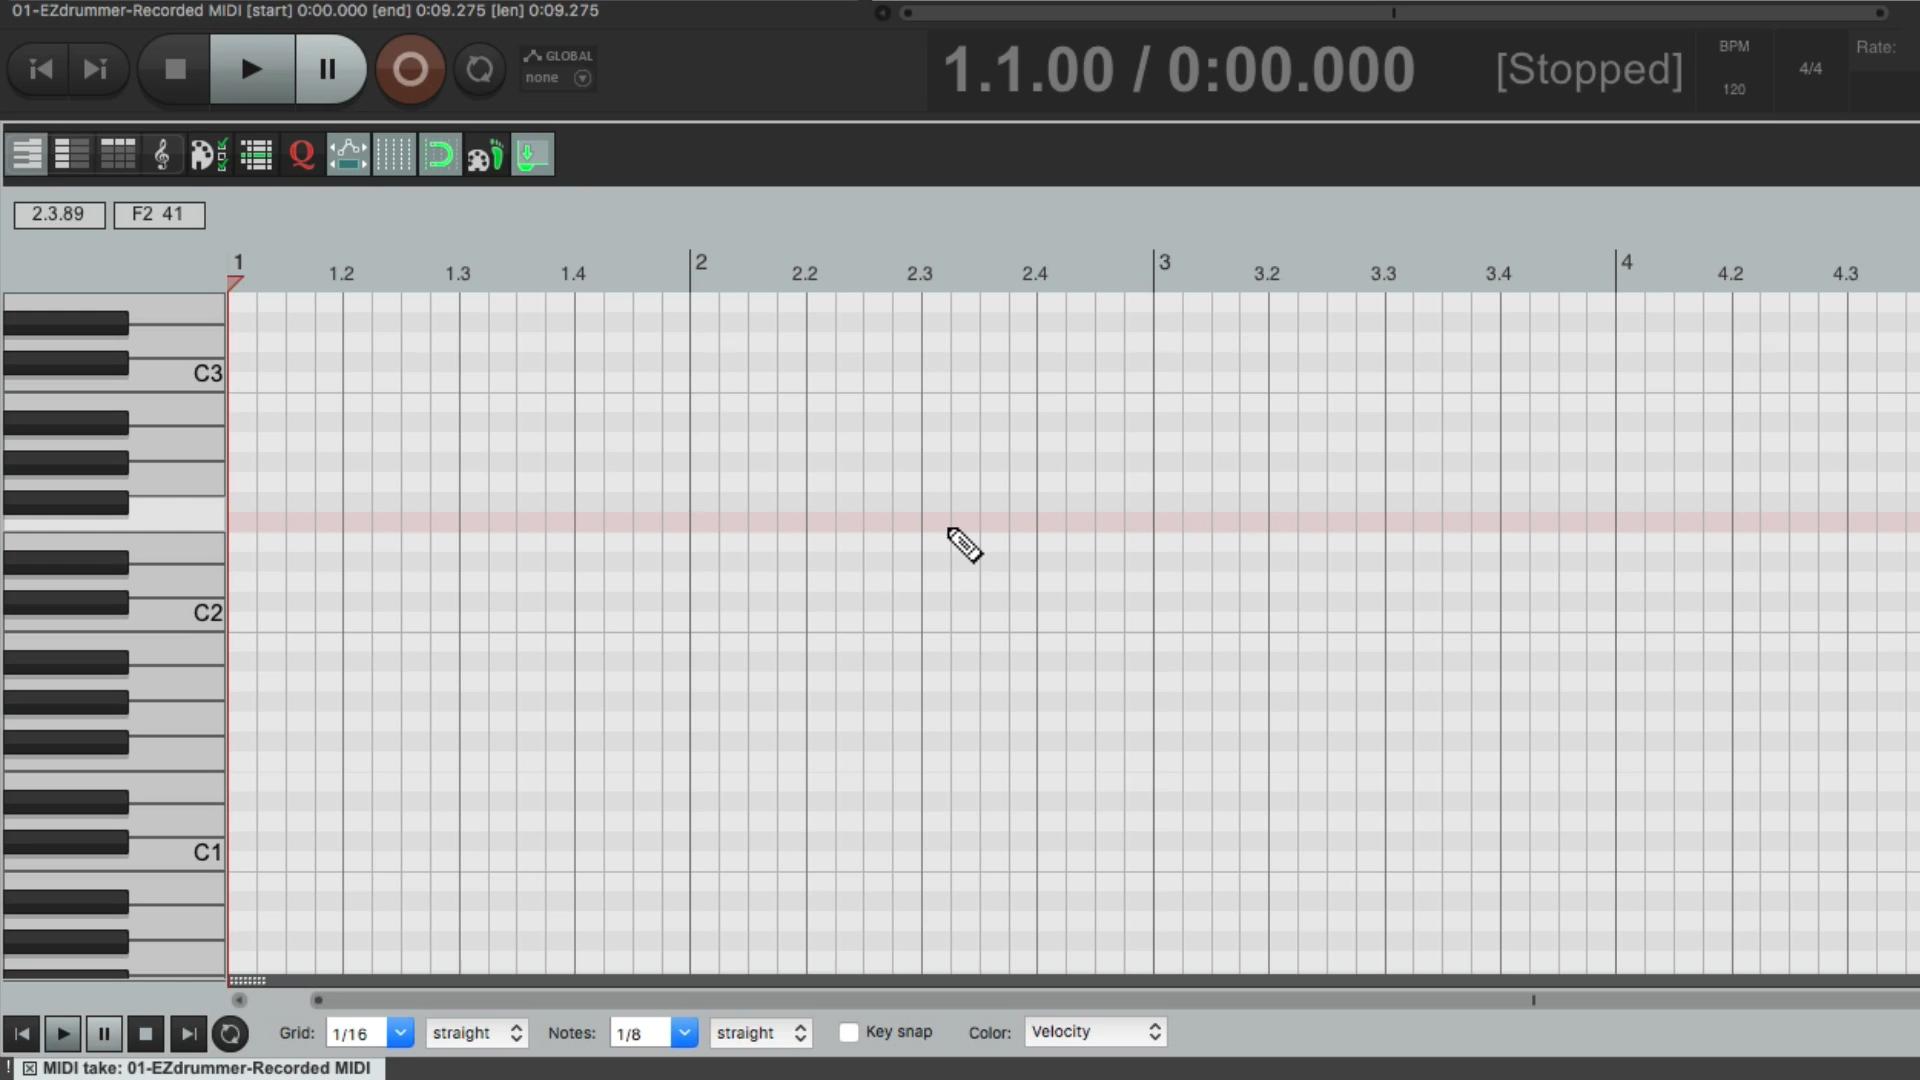 01-EZdrummer-Recorded MIDI [start] 0:00.000 [end] 0:09.275 [len] 0:09.275
GLOBAL
none
1.1.00 / 0:00.000
[Stopped]
BPM
120
4/4
Rate:
Q
2.3.89
F2 41
1
1.2
1.3
1.4
2
2.2
2.3
2.4
3
3.2
3.3
3.4
4
4.2
4.3
C3
C2
C1
Grid: 1/16 straight Notes: 1/8 straight Key snap Color: Velocity
! MIDI take: 01-EZdrummer-Recorded MIDI